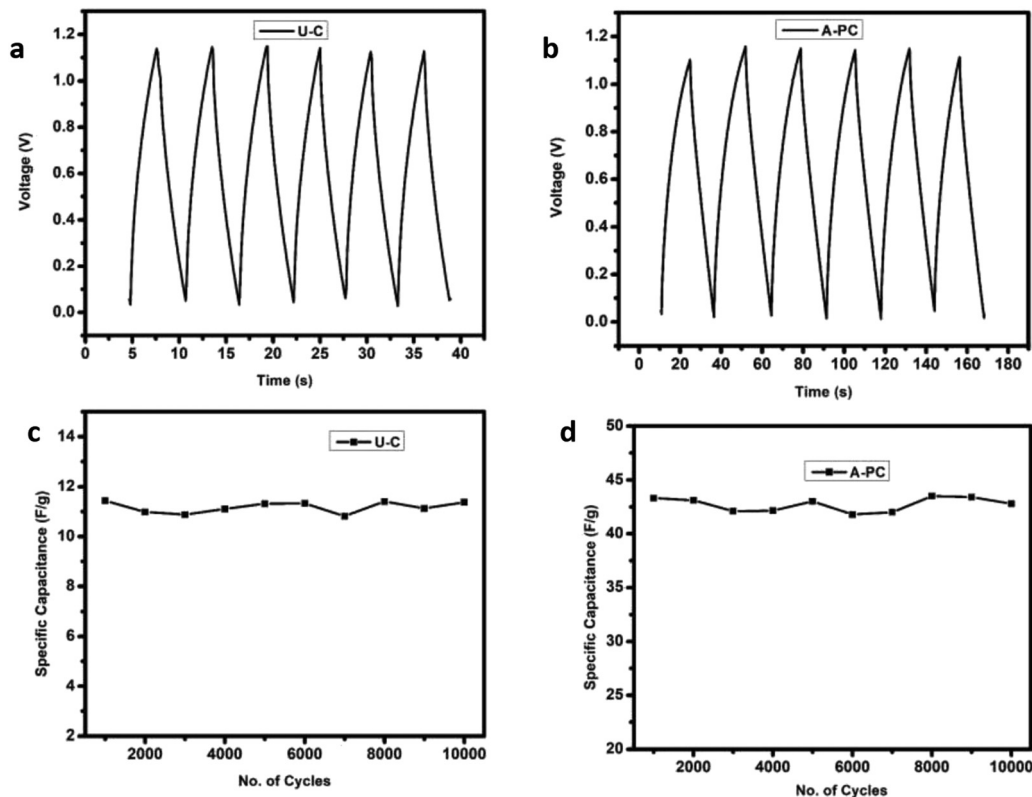 a
U-C
1.2
1.0
0.8
0.6
0.4
0.2
0.0
Voltage (V)
0 5 10 15 20 25 30 35 40
Time (s)
b
A-PC
1.2
1.0
0.8
0.6
0.4
0.2
0.0
Voltage (V)
0 20 40 60 80 100 120 140 160 180
Time (s)
c
U-C
14
12
10
8
6
4
2
Specific Capacitance (F/g)
2000 4000 6000 8000 10000
No. of Cycles
d
A-PC
50
45
40
35
30
25
20
Specific Capacitance (F/g)
2000 4000 6000 8000 10000
No. of Cycles